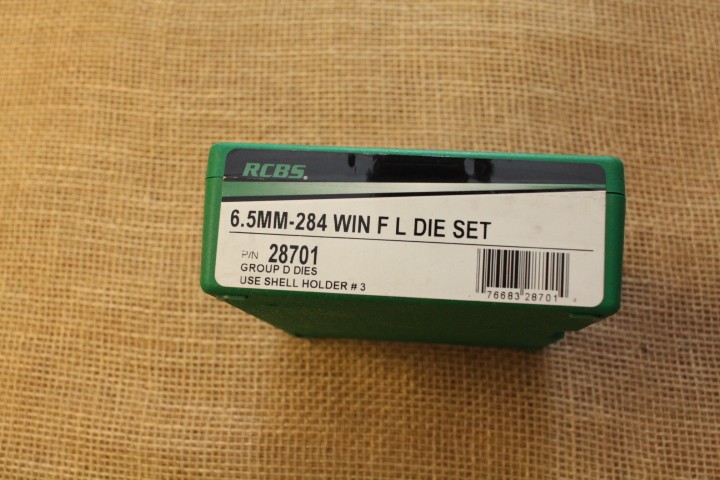 RCBS.
6.5MM-284 WIN F L DIE SET
P/N 28701
GROUP D DIES
USE SHELL HOLDER # 3
76683 28701